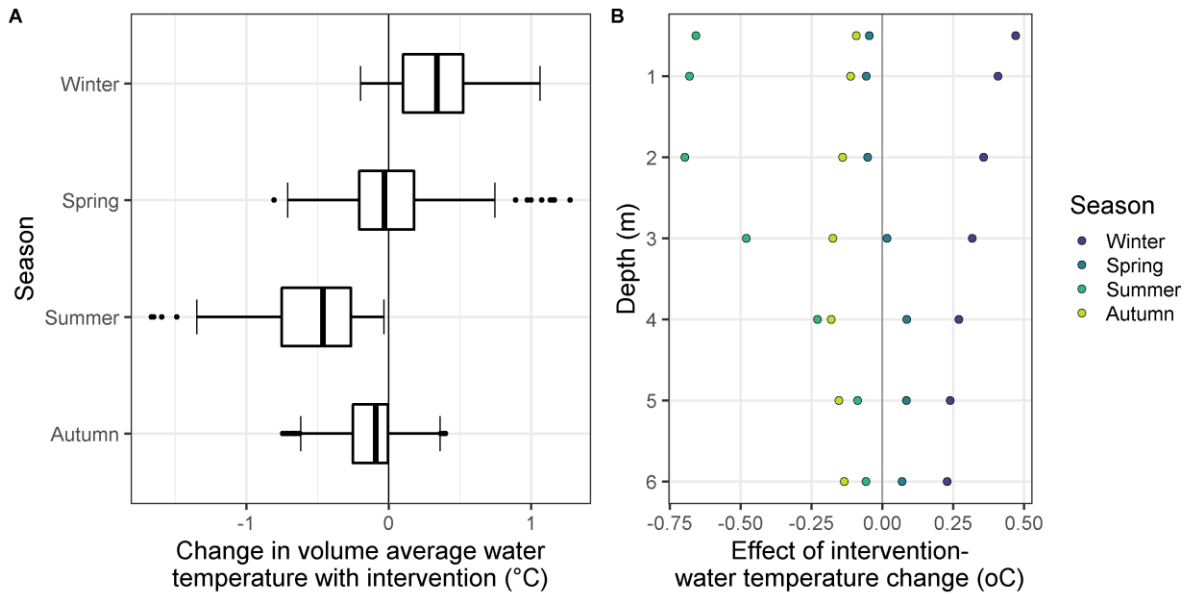 A
Season
Winter
Spring
Summer
Autumn
-1
0
1
Change in volume average water
temperature with intervention (°C)
B
Depth (m)
1
2
3
4
5
6
-0.75
-0.50
-0.25
0.00
0.25
0.50
Effect of intervention-
water temperature change (oC)
Season
Winter
Spring
Summer
Autumn